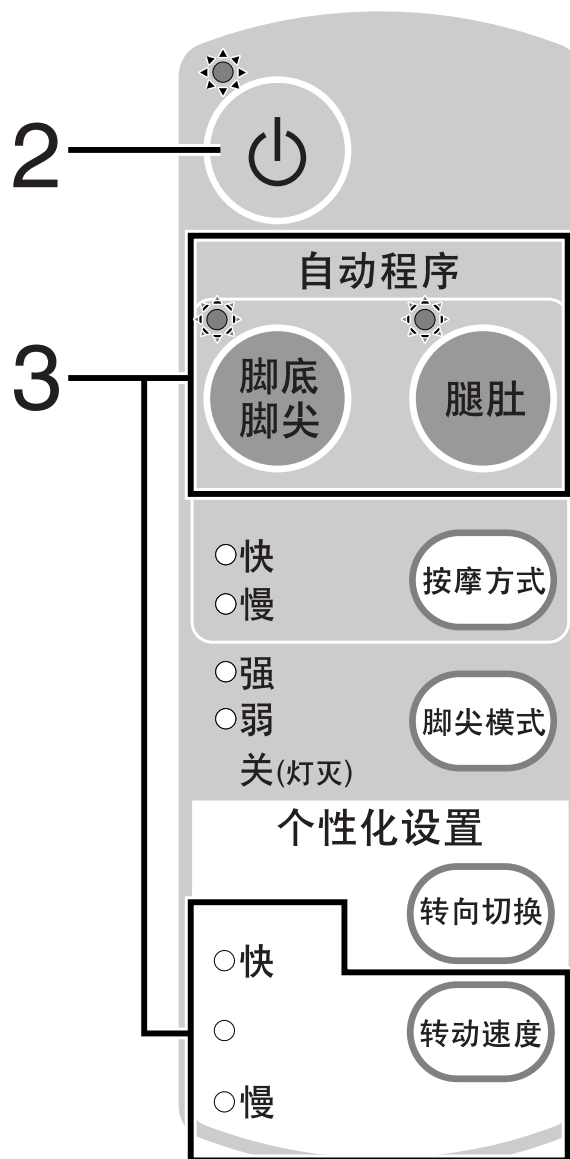 2
自动程序
3
脚底
脚尖
腿肚
快
慢
按摩方式
强
弱
关(灯灭)
脚尖模式
个性化设置
转向切换
快
转动速度
慢